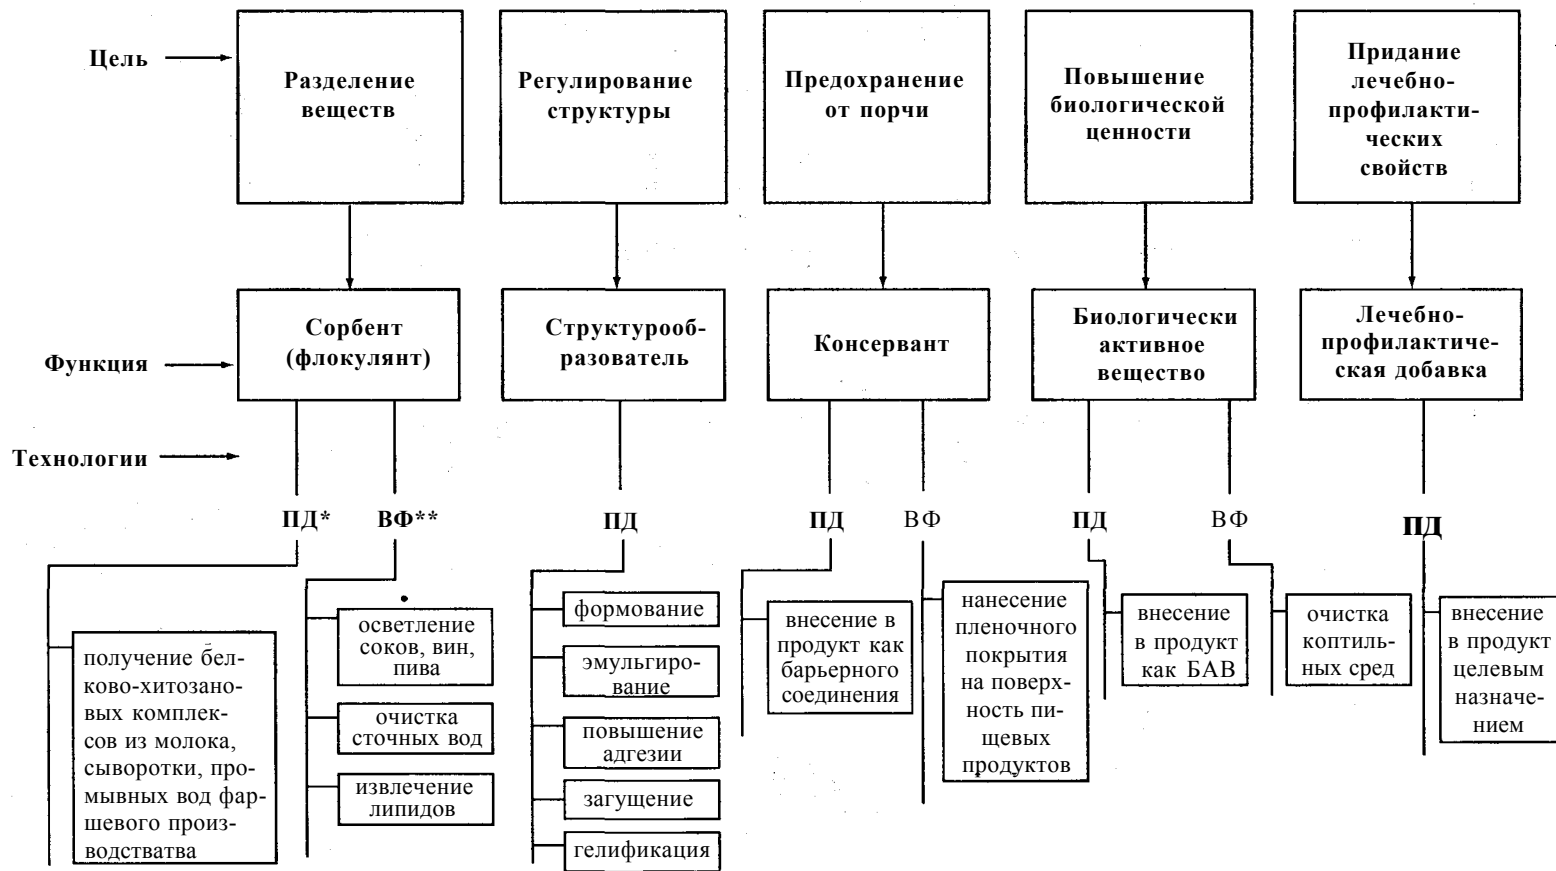 Цель
Разделение
веществ
Регулирование
структуры
Предохранение
от порчи
Повышение
биологической
ценности
Придание
лечебно-
профилакти-
ческих
свойств
Функция
Сорбент
(флокулянт)
Структурооб-
разователь
Консервант
Биологически
активное
вещество
Лечебно-
профилактиче-
ская добавка
Технологии
ПД*
ВФ**
ПД
ПД
ВФ
ПД
ВФ
ПД
получение бел-
ково-хитозано-
вых комплек-
сов из молока,
сыворотки, про-
мывных вод фар-
шевого произ-
водстватва
осветление
соков, вин,
пива
очистка
сточных вод
извлечение
липидов
формование
эмульгиро-
вание
повышение
адгезии
загущение
гелификация
внесение в
продукт как
барьерного
соединения
нанесение
пленочного
покрытия
на поверх-
ность пи-
щевых
продуктов
внесение
в продукт
как БАВ
очистка
коптиль-
ных сред
внесение
в продукт
целевым
назначе-
нием